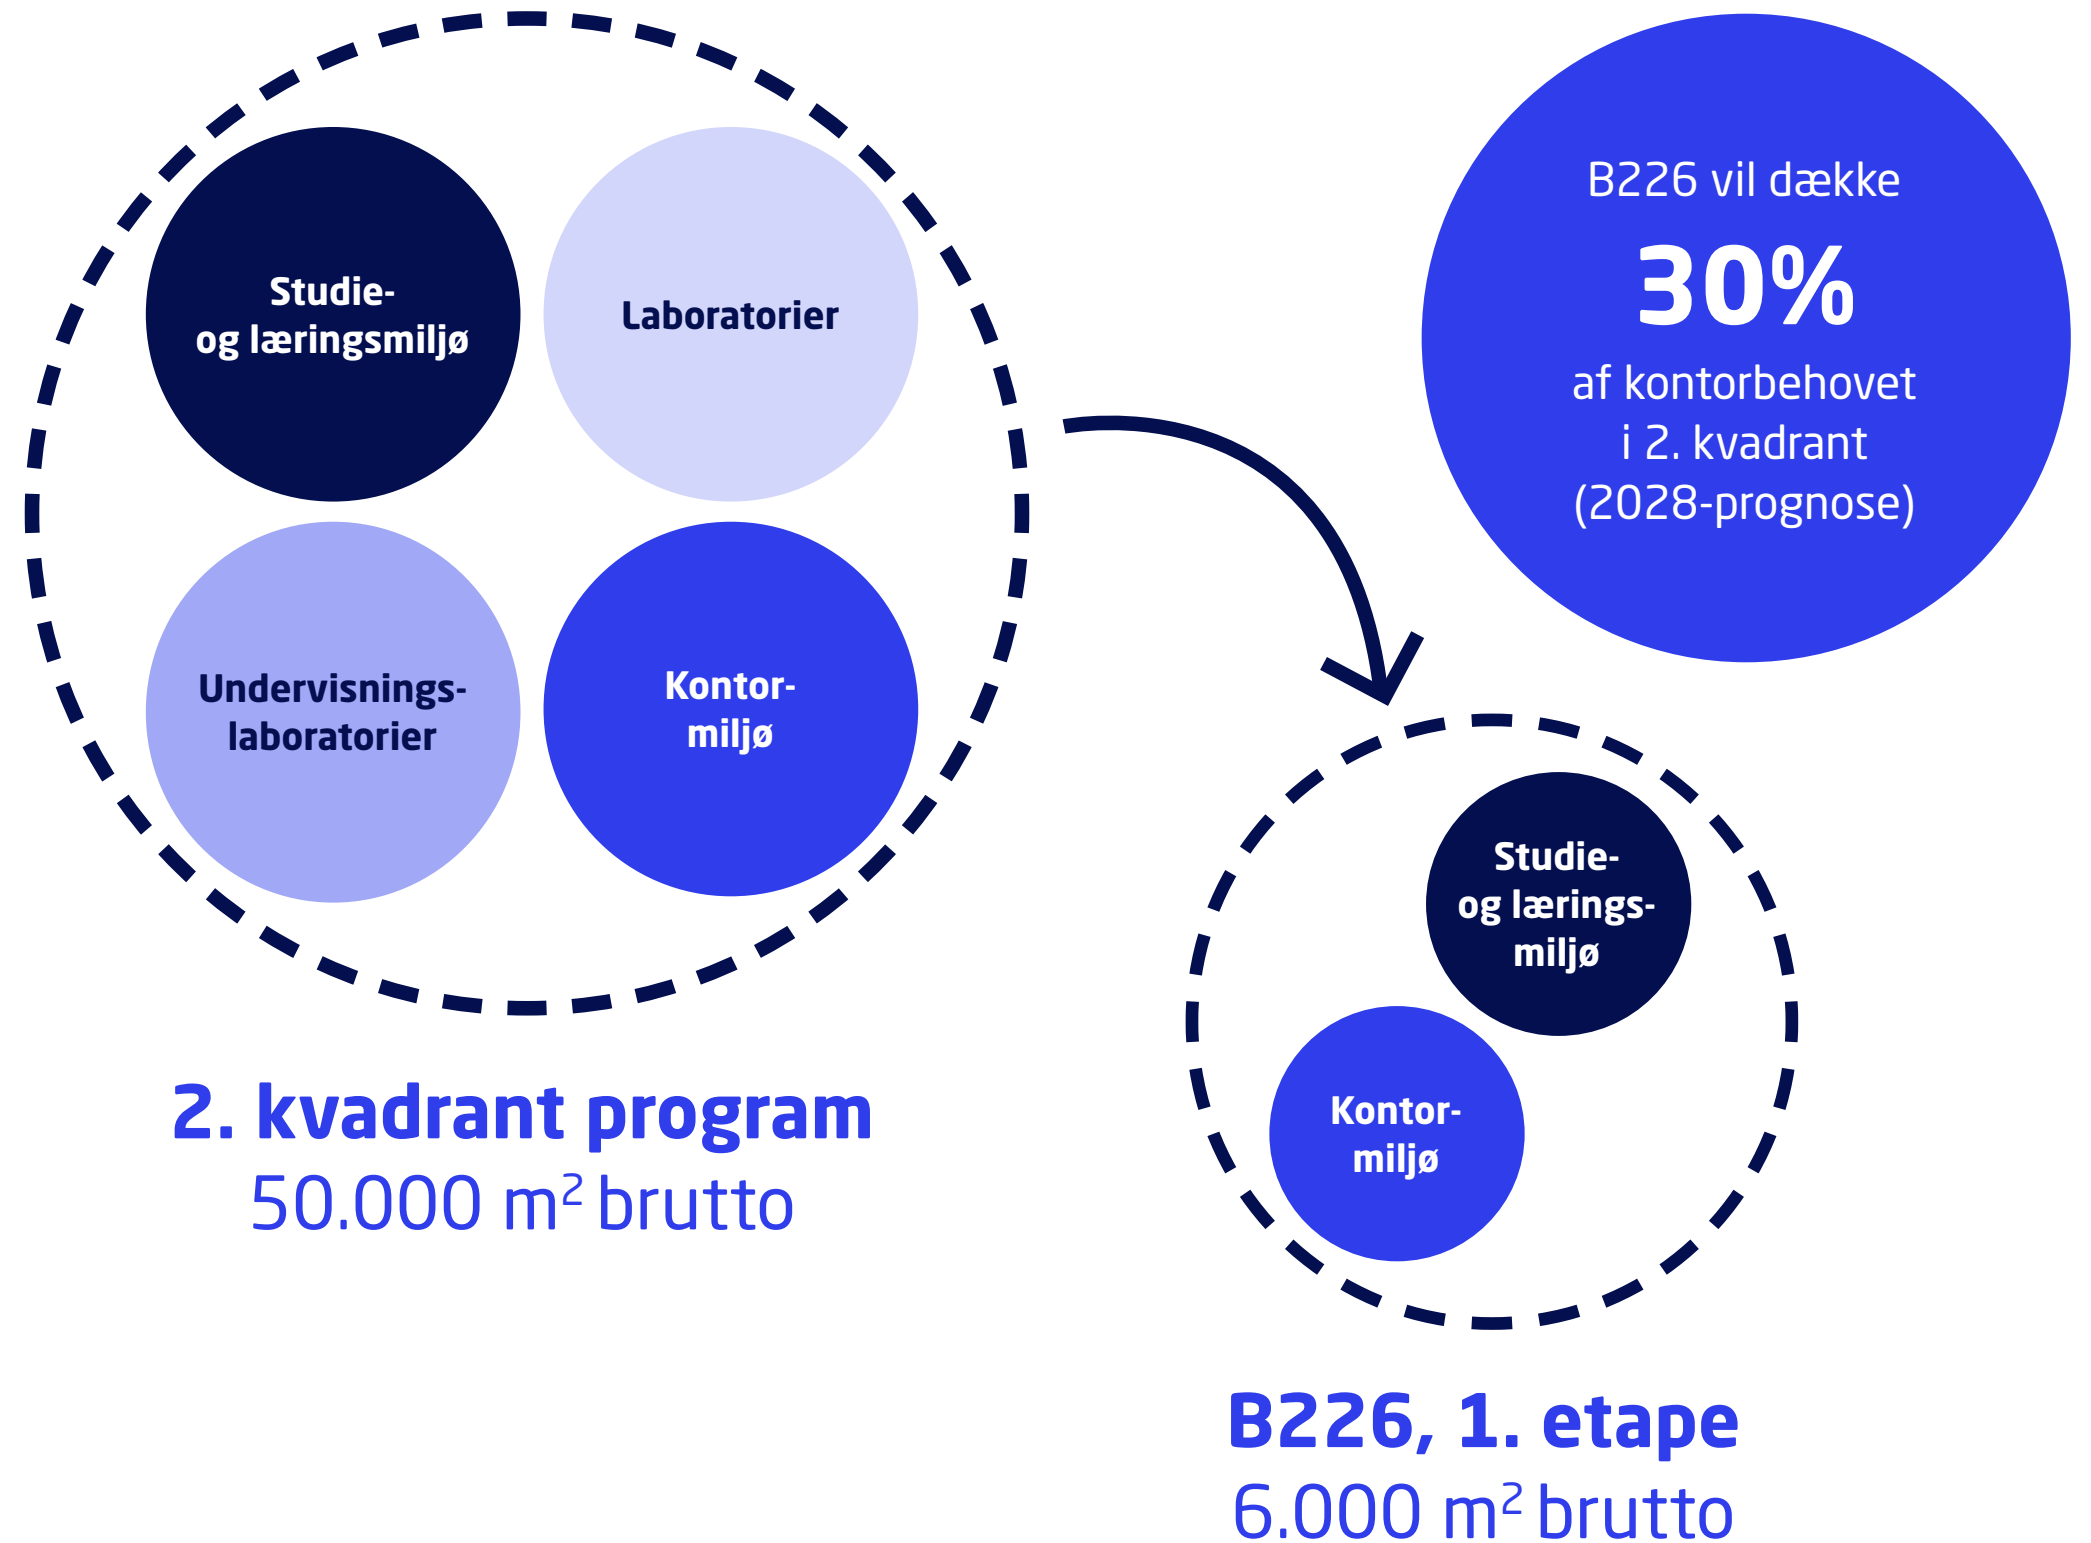 Studie-
og læringsmiljø
Laboratorier
Undervisnings-
laboratorier
Kontor-
miljø
2. kvadrant program
50.000 m² brutto
B226 vil dække
30%
af kontorbehovet
i 2. kvadrant
(2028-prognose)
Studie-
og lærings-
miljø
Kontor-
miljø
B226, 1. etape
6.000 m² brutto